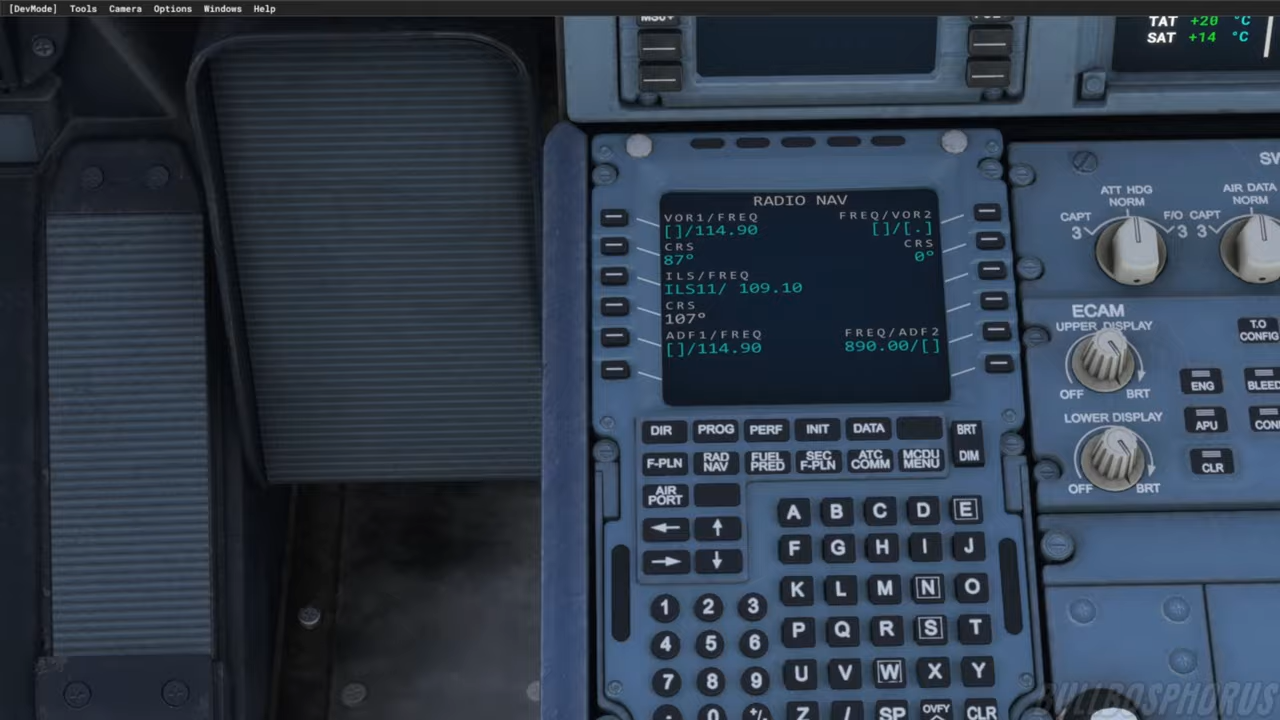 [DevMode] Tools Camera Options Windows Help
TAT +20 °C
SAT +14 °C
RADIO NAV
VOR1/FREQ FREQ/VOR2
[]/114.90 []/[.]
CRS CRS
87° 0°
ILS/FREQ
ILS11/ 109.10
CRS
107°
ADF1/FREQ FREQ/ADF2
[]/114.90 890.00/[]
DIR PROG PERF INIT DATA BRT
F-PLN RAD NAV FUEL PRED SEC F-PLN ATC COMM MCDU MENU DIM
AIR PORT
← ↑
→ ↓
A B C D E
F G H I J
K L M N O
P Q R S T
U V W X Y
Z / SP OVFY CLR
1 2 3
4 5 6
7 8 9
. 0 +/-
ATT HDG AIR DATA
NORM NORM
CAPT 3 F/O 3 CAPT 3
ECAM
UPPER DISPLAY
OFF BRT
LOWER DISPLAY
OFF BRT
T.O CONFIG
ENG BLEED
APU
CLR
FULLBOSPHORUS